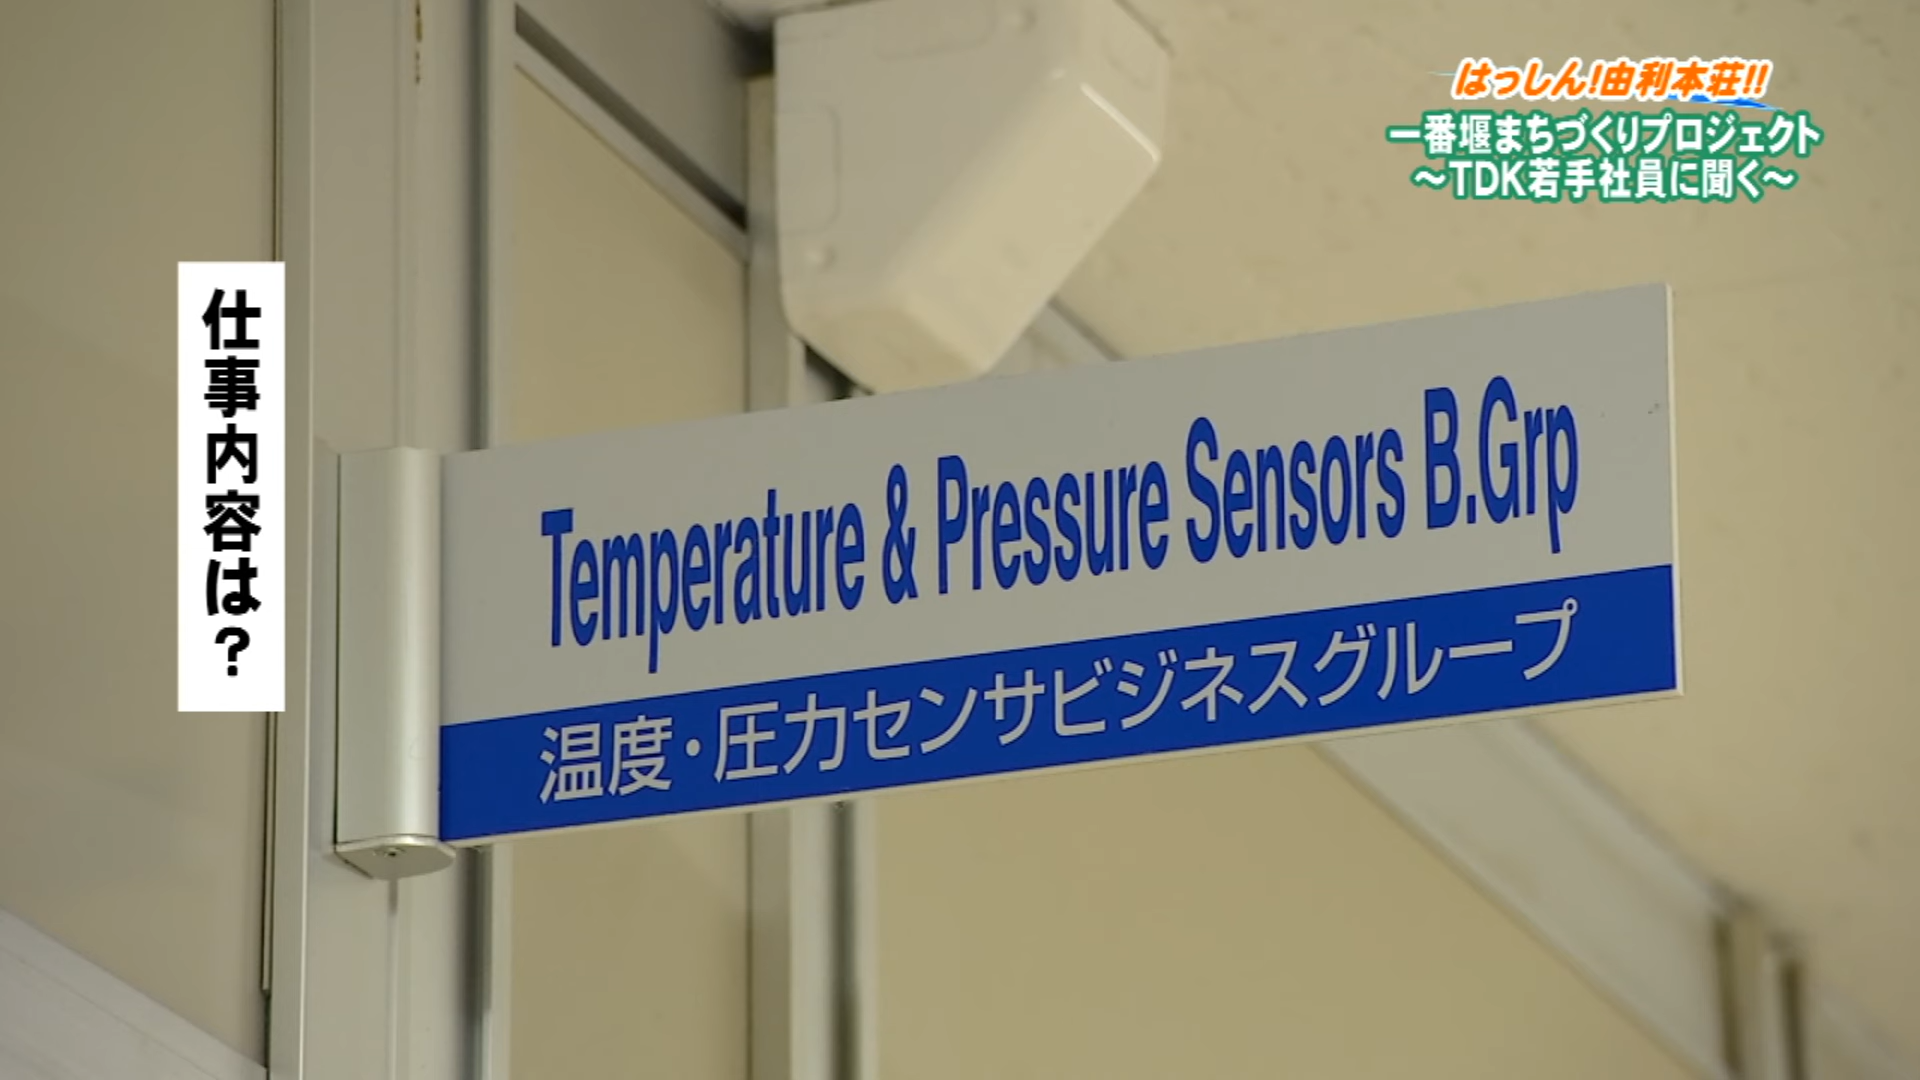 はっしん!由利本荘!!
一番堰まちづくりプロジェクト
～TDK若手社員に聞く～
仕事内容は?
Temperature & Pressure Sensors B.Grp
温度・圧力センサビジネスグループ